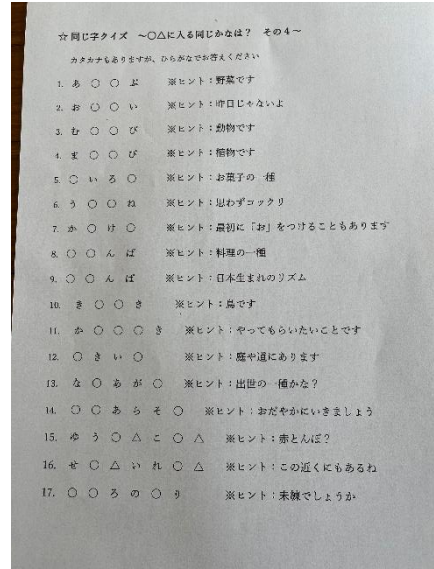 ☆ 同じ字クイズ ～○△に入る同じかなは？ その４～
カタカナもありますが、ひらがなでお答えください
1. あ ○ ○ ぶ ※ヒント：野菜です
2. お ○ ○ い ※ヒント：昨日じゃないよ
3. む ○ ○ び ※ヒント：動物です
4. ま ○ ○ び ※ヒント：植物です
5. ○ い ろ ○ ※ヒント：お菓子の一種
6. う ○ ○ ね ※ヒント：思わずコックリ
7. か ○ け ○ ※ヒント：最初に「お」をつけることもあります
8. ○ ○ ん ば ※ヒント：料理の一種
9. ○ ○ ん ぱ ※ヒント：日本生まれのリズム
10. き ○ ○ き ※ヒント：鳥です
11. か ○ ○ ○ き ※ヒント：やってもらいたいことです
12. ○ き い ○ ※ヒント：庭や道にあります
13. な ○ あ が ○ ※ヒント：出世の一種かな？
14. ○ ○ あ ら そ ○ ※ヒント：おだやかにいきましょう
15. ゆ う ○ △ こ ○ △ ※ヒント：赤とんぼ？
16. せ ○ △ い れ ○ △ ※ヒント：この近くにもあるね
17. ○ ○ ろ の ○ り ※ヒント：未練でしょうか